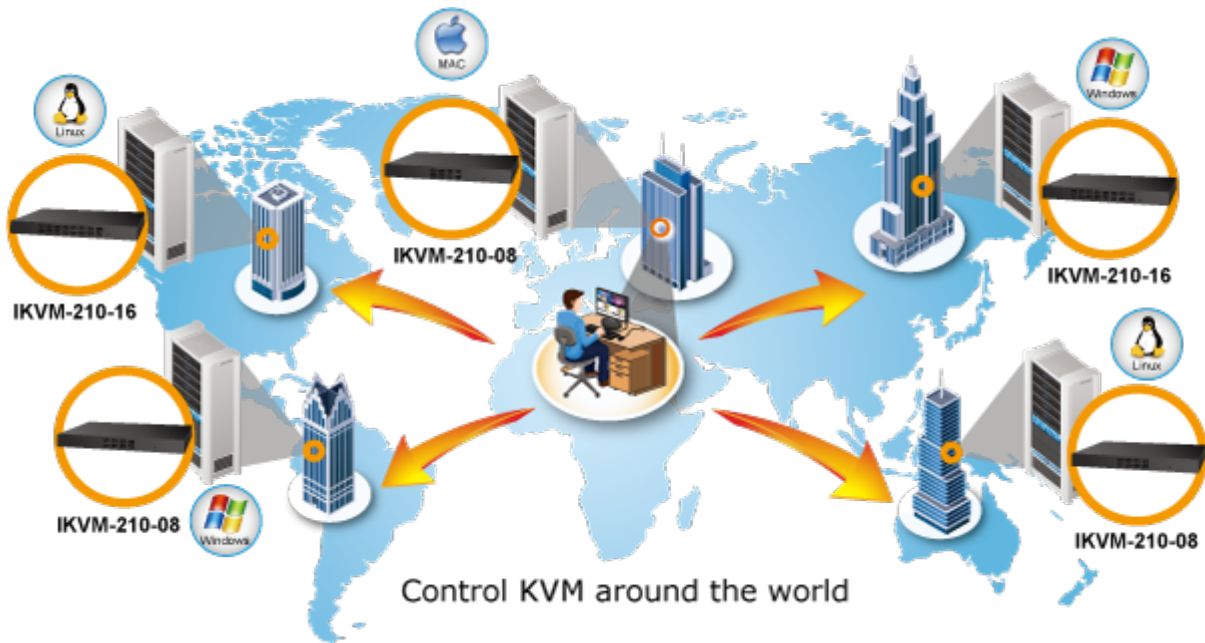 MAC
Windows
Linux
IKVM-210-08
IKVM-210-16
IKVM-210-16
Linux
IKVM-210-08
Windows
IKVM-210-08
Control KVM around the world